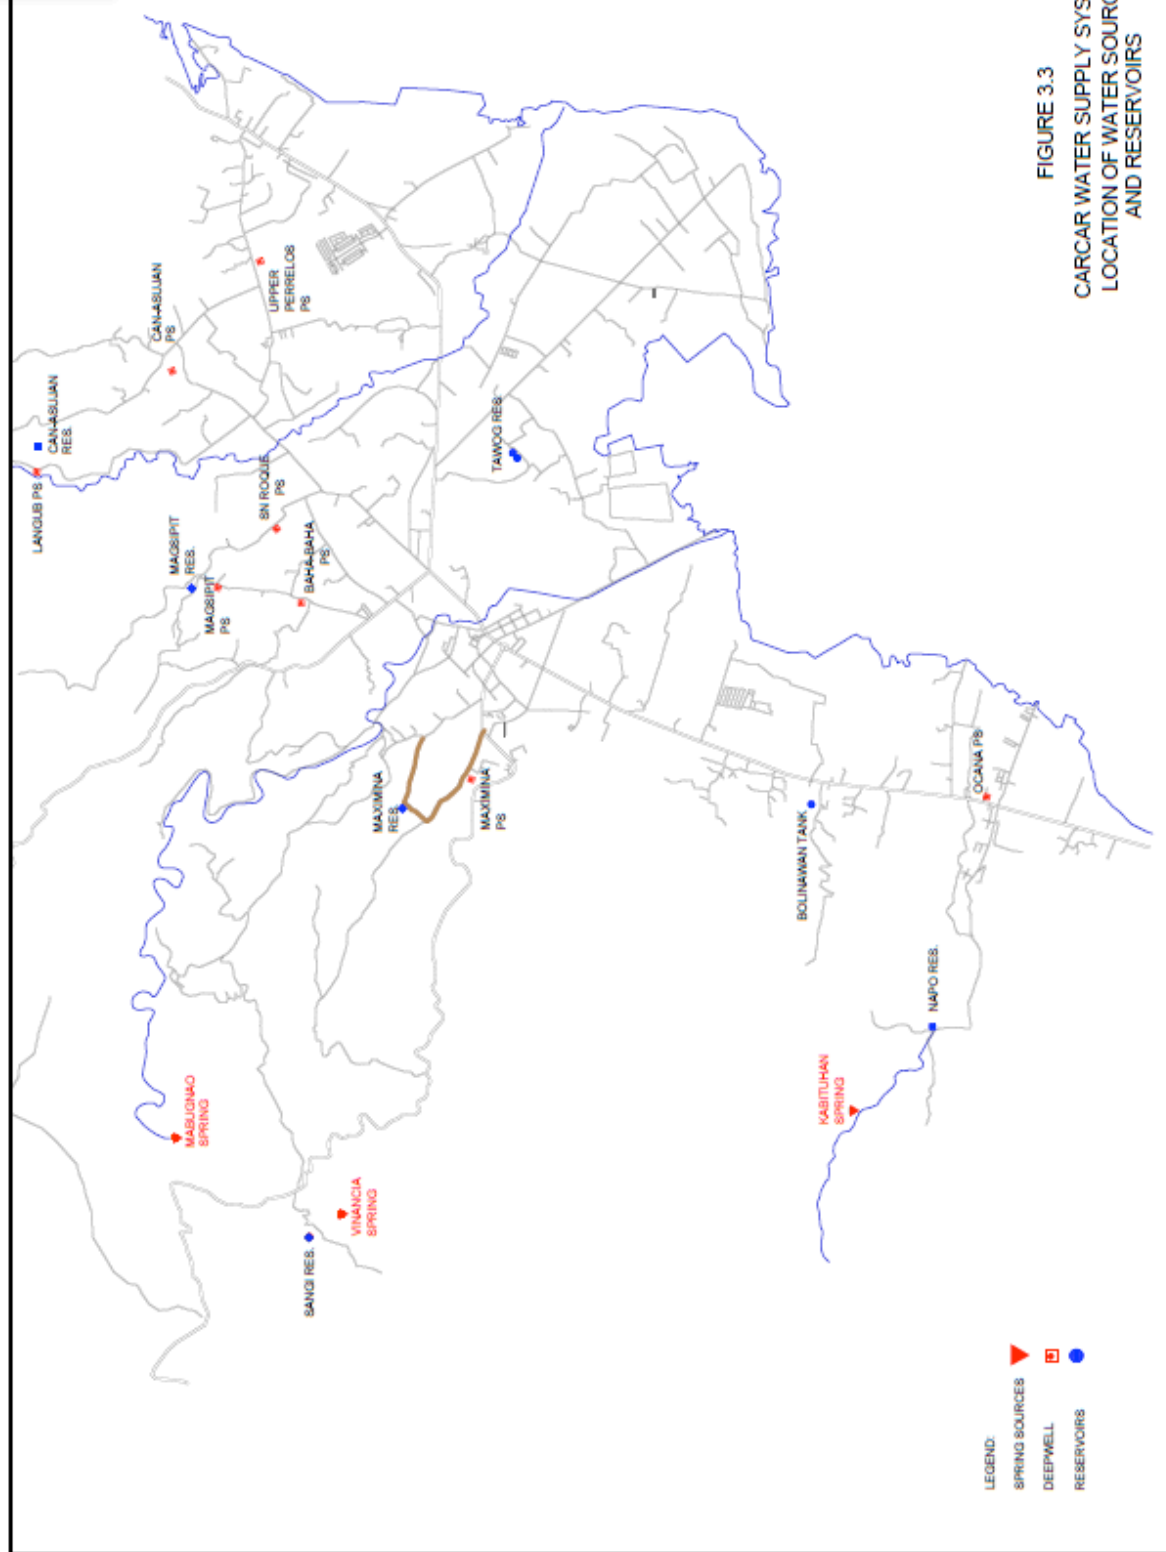 FIGURE 3.3
CARCAR WATER SUPPLY SYS
LOCATION OF WATER SOURC
AND RESERVOIRS
LANGUB PS
CAN-ASUJAN
RES.
CAN-ASUJAN
PS
UPPER
PERRELOS
PS
MAGSIPIT
RES.
MAGSIPIT
PS
SN ROQUE
PS
BAHA-BAHA
PS
TAWOG RES.
MAXIMINA
RES.
MAXIMINA
PS
MABUGNAO
SPRING
VINANCIA
SPRING
SANGI RES.
BOLINAWAN TANK
OCANA PS
NAPO RES.
KABITUHAN
SPRING
LEGEND:
SPRING SOURCES
DEEPWELL
RESERVOIRS